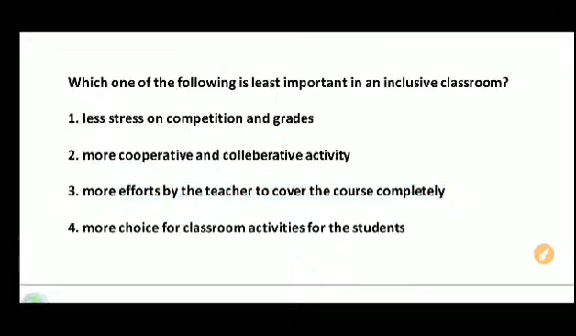 Which one of the following is least important in an inclusive classroom?
1. less stress on competition and grades
2. more cooperative and colleberative activity
3. more efforts by the teacher to cover the course completely
4. more choice for classroom activities for the students